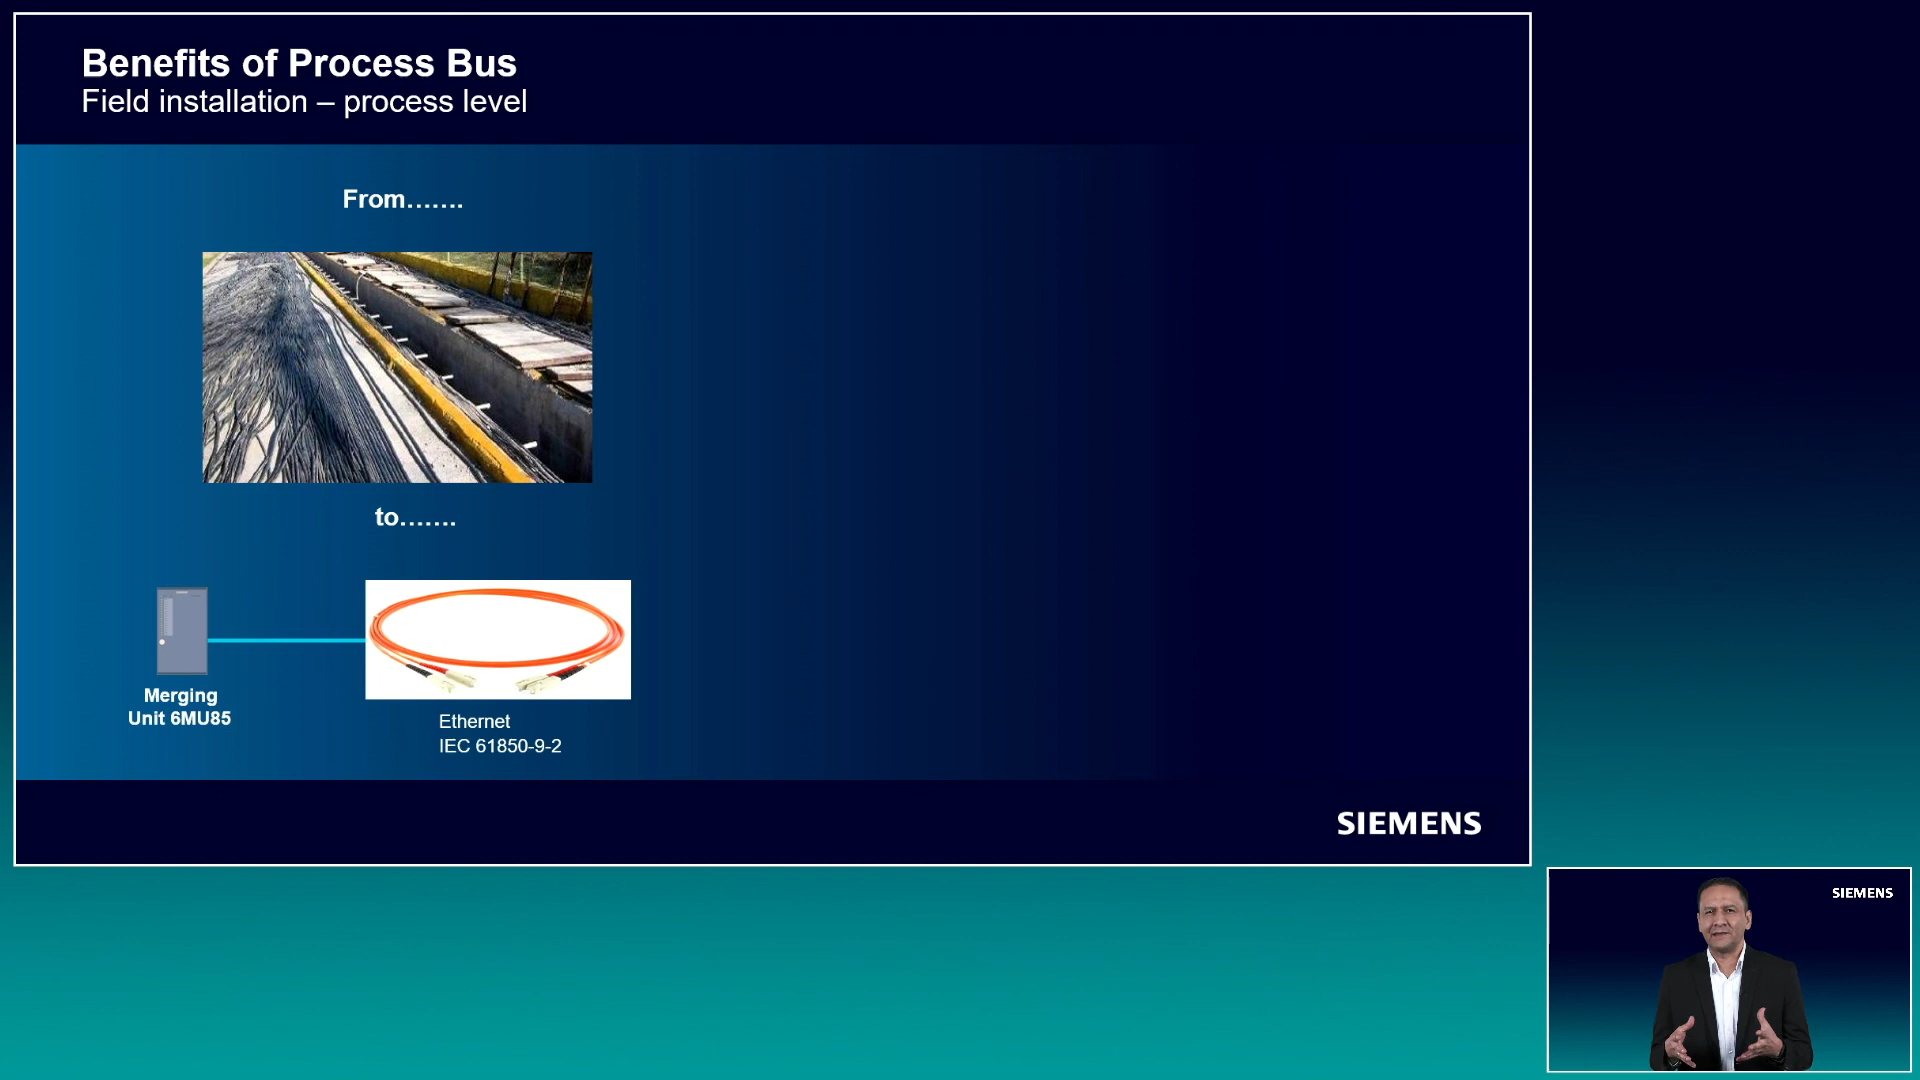 Benefits of Process Bus
Field installation – process level
From.......
to.......
Merging
Unit 6MU85
Ethernet
IEC 61850-9-2
SIEMENS
SIEMENS